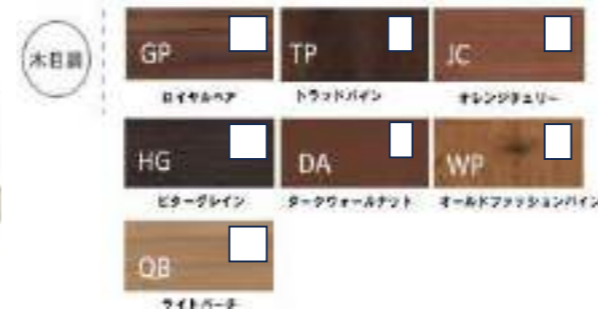 木目調
GP
TP
JC
ロイヤルペア
トラッドパイン
オレンジチェリー
HG
DA
WP
ビターグレイン
ダークウォールナット
オールドファッションパイン
QB
ライトバーチ